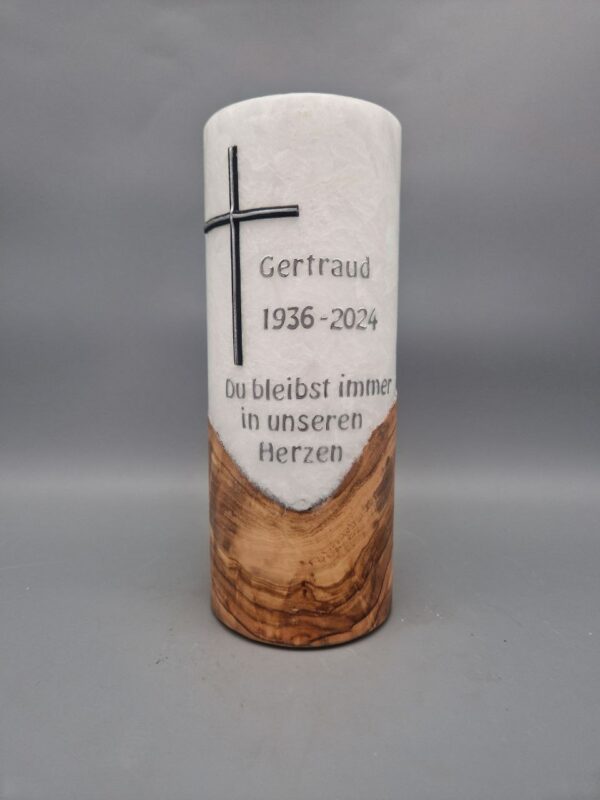 Gertraud
1936 - 2024
Du bleibst immer
in unseren
Herzen